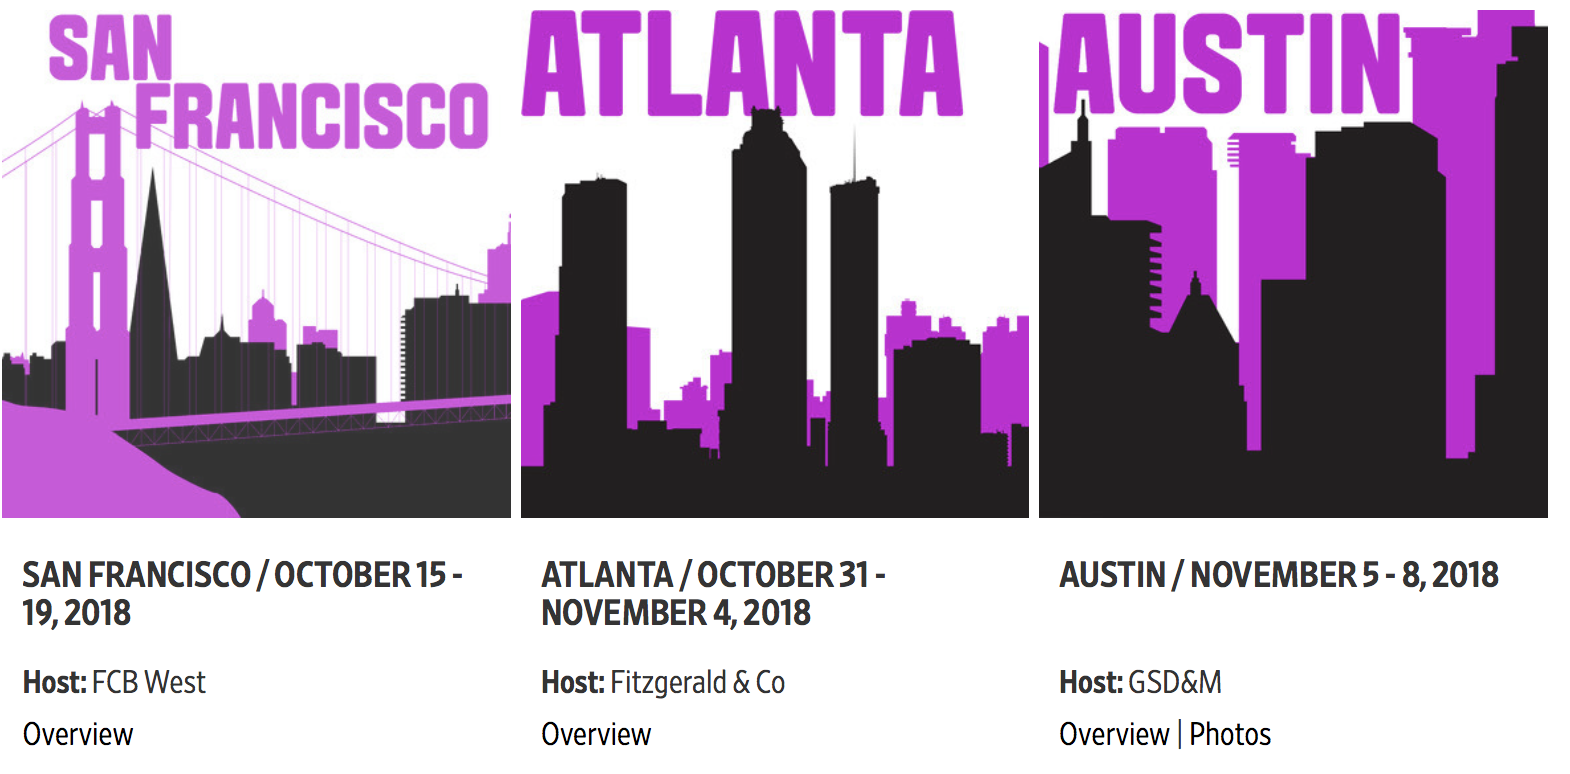 SAN
FRANCISCO
ATLANTA
AUSTIN
SAN FRANCISCO / OCTOBER 15 -
19, 2018
Host: FCB West
Overview
ATLANTA / OCTOBER 31 -
NOVEMBER 4, 2018
Host: Fitzgerald & Co
Overview
AUSTIN / NOVEMBER 5 - 8, 2018
Host: GSD&M
Overview | Photos